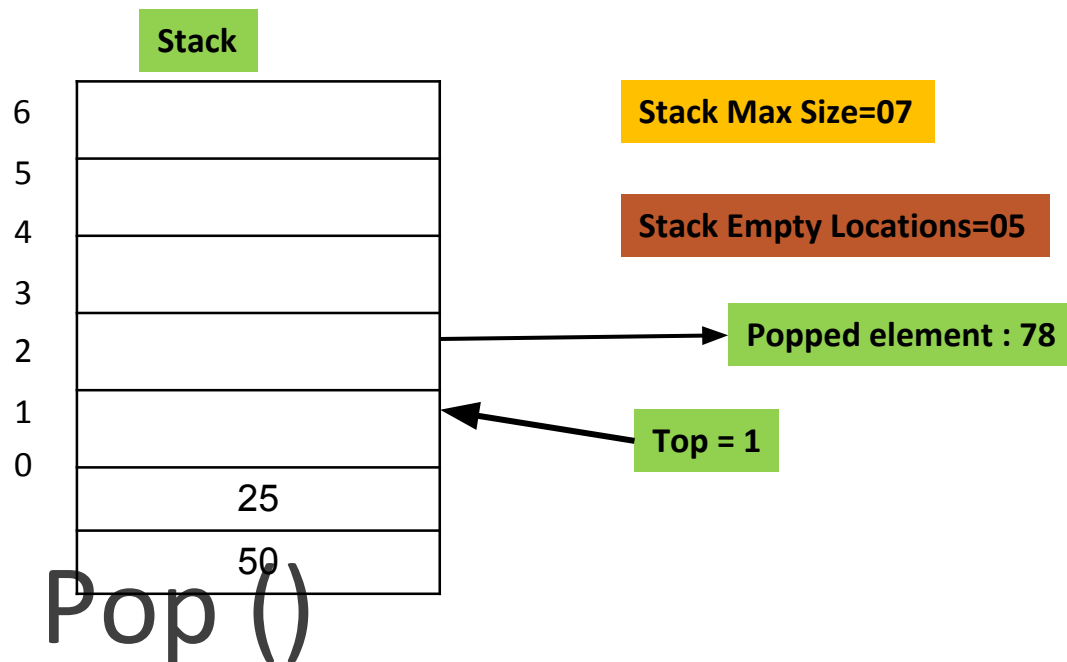 Stack
6
Stack Max Size=07
5
4
Stack Empty Locations=05
3
2
Popped element : 78
1
Top = 1
0
25
50
Pop ()